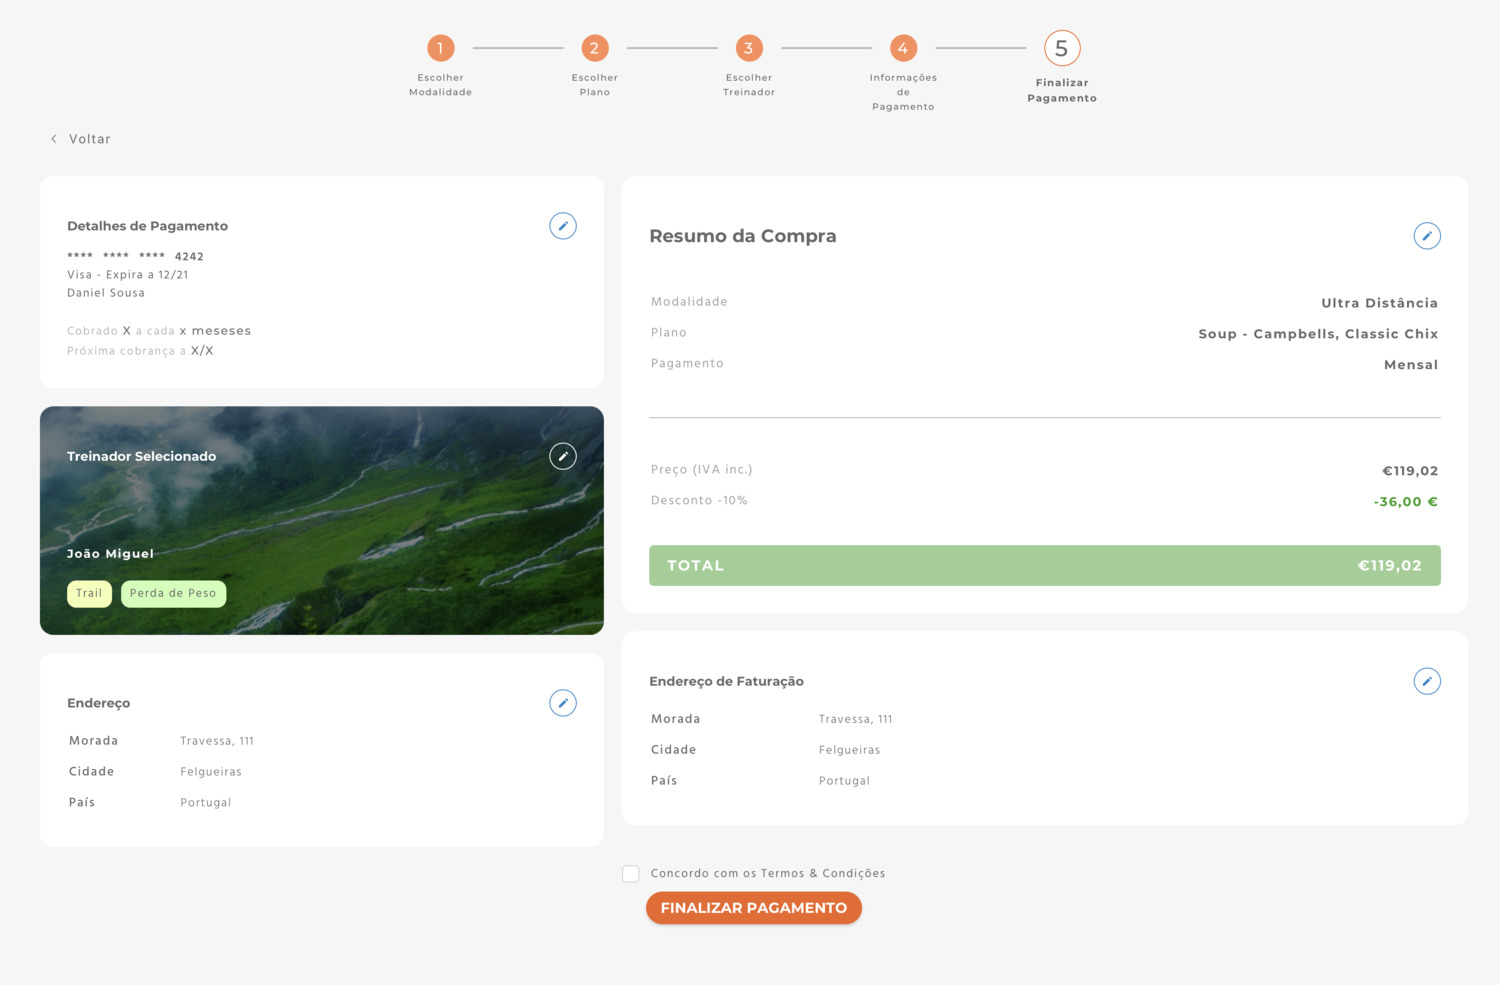 1
Escolher
Modalidade
2
Escolher
Plano
3
Escolher
Treinador
4
Informações
de
Pagamento
5
Finalizar
Pagamento
Voltar
Detalhes de Pagamento
**** **** **** 4242
Visa - Expira a 12/21
Daniel Sousa
Cobrado X a cada x meseses
Próxima cobrança a X/X
Treinador Selecionado
João Miguel
Trail Perda de Peso
Endereço
Morada Travessa, 111
Cidade Felgueiras
País Portugal
Resumo da Compra
Modalidade Ultra Distância
Plano Soup - Campbells, Classic Chix
Pagamento Mensal
Preço (IVA inc.) €119,02
Desconto -10% -36,00 €
TOTAL €119,02
Endereço de Faturação
Morada Travessa, 111
Cidade Felgueiras
País Portugal
Concordo com os Termos & Condições
FINALIZAR PAGAMENTO